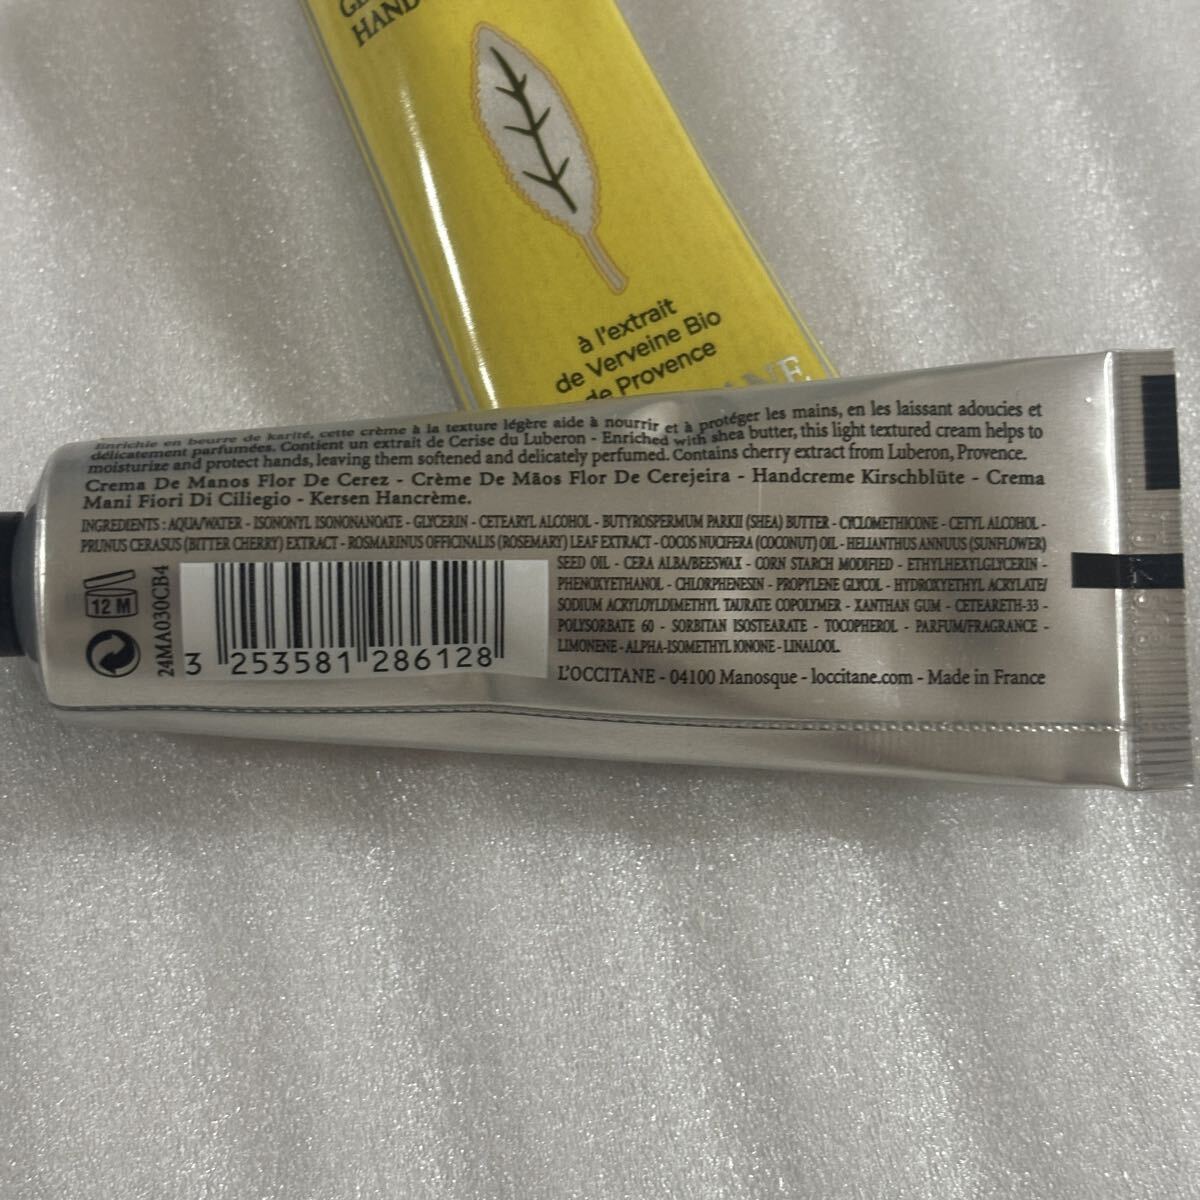 HAND
à l'extrait
de Verveine Bio
de Provence
Enrichie en beurre de karité, cette crème à la texture légère aide à nourrir et à protéger les mains, en les laissant adoucies et
délicatement parfumées. Contient un extrait de Cerise du Luberon - Enriched with shea butter, this light textured cream helps to
moisturize and protect hands, leaving them softened and delicately perfumed. Contains cherry extract from Luberon, Provence.
Crema De Manos Flor De Cerez - Crème De Mãos Flor De Cerejeira - Handcreme Kirschblüte - Crema
Mani Fiori Di Ciliegio - Kersen Hancrème.
INGREDIENTS : AQUA/WATER - ISONONYL ISONONANOATE - GLYCERIN - CETEARYL ALCOHOL - BUTYROSPERMUM PARKII (SHEA) BUTTER - CYCLOMETHICONE - CETYL ALCOHOL -
PRUNUS CERASUS (BITTER CHERRY) EXTRACT - ROSMARINUS OFFICINALIS (ROSEMARY) LEAF EXTRACT - COCOS NUCIFERA (COCONUT) OIL - HELIANTHUS ANNUUS (SUNFLOWER)
SEED OIL - CERA ALBA/BEESWAX - CORN STARCH MODIFIED - ETHYLHEXYLGLYCERIN -
PHENOXYETHANOL - CHLORPHENESIN - PROPYLENE GLYCOL - HYDROXYETHYL ACRYLATE/
SODIUM ACRYLOYLDIMETHYL TAURATE COPOLYMER - XANTHAN GUM - CETEARETH-33 -
POLYSORBATE 60 - SORBITAN ISOSTEARATE - TOCOPHEROL - PARFUM/FRAGRANCE -
LIMONENE - ALPHA-ISOMETHYL IONONE - LINALOOL.
L'OCCITANE - 04100 Manosque - loccitane.com - Made in France
12 M
24MA030CB4
3 253581 286128